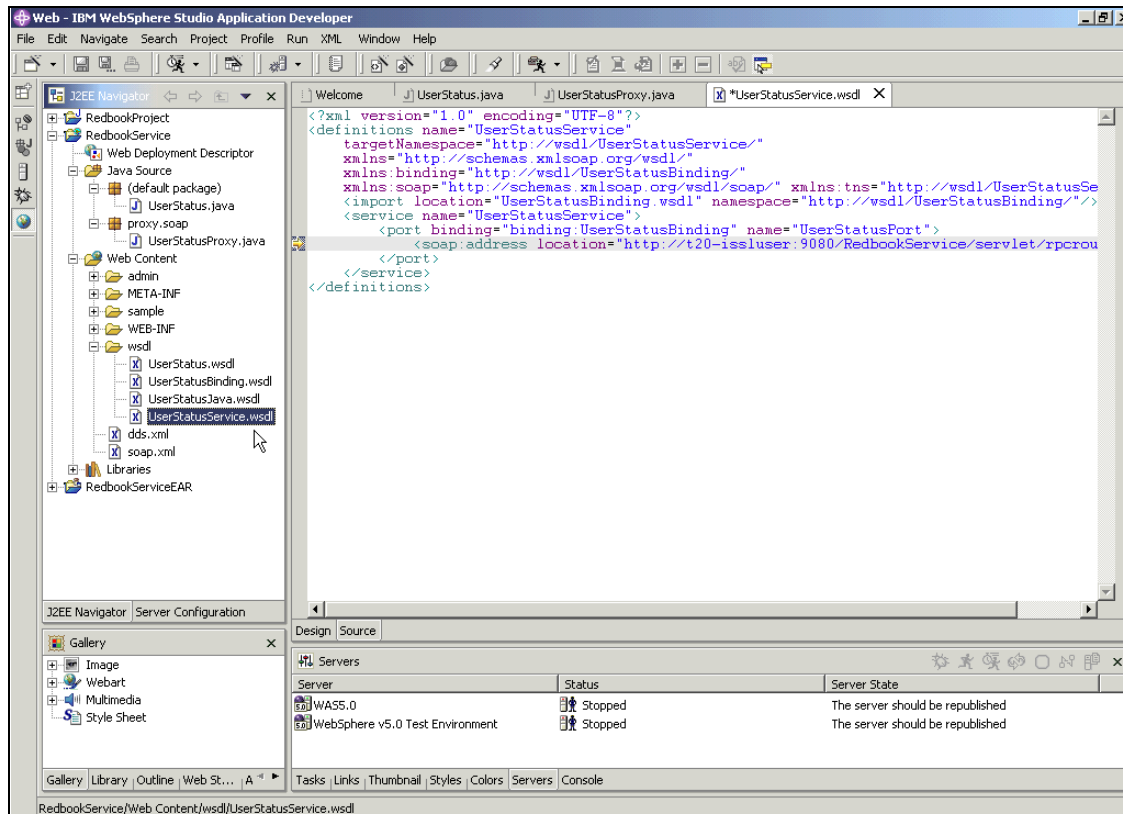 Web - IBM WebSphere Studio Application Developer
File Edit Navigate Search Project Profile Run XML Window Help
J2EE Navigator
Welcome UserStatus.java UserStatusProxy.java *UserStatusService.wsdl
RedbookProject
RedbookService
Web Deployment Descriptor
Java Source
(default package)
UserStatus.java
proxy.soap
UserStatusProxy.java
Web Content
admin
META-INF
sample
WEB-INF
wsdl
UserStatus.wsdl
UserStatusBinding.wsdl
UserStatusJava.wsdl
UserStatusService.wsdl
dds.xml
soap.xml
Libraries
RedbookServiceEAR
J2EE Navigator Server Configuration
<?xml version="1.0" encoding="UTF-8"?>
<definitions name="UserStatusService"
targetNamespace="http://wsdl/UserStatusService/"
xmlns="http://schemas.xmlsoap.org/wsdl/"
xmlns:binding="http://wsdl/UserStatusBinding/"
xmlns:soap="http://schemas.xmlsoap.org/wsdl/soap/" xmlns:tns="http://wsdl/UserStatusSe
<import location="UserStatusBinding.wsdl" namespace="http://wsdl/UserStatusBinding/"/>
<service name="UserStatusService">
<port binding="binding:UserStatusBinding" name="UserStatusPort">
<soap:address location="http://t20-issluser:9080/RedbookService/servlet/rpcrou
</port>
</service>
</definitions>
Design Source
Gallery
Image
Webart
Multimedia
Style Sheet
Gallery Library Outline Web St... A
Servers
Server Status Server State
WAS5.0 Stopped The server should be republished
WebSphere v5.0 Test Environment Stopped The server should be republished
Tasks Links Thumbnail Styles Colors Servers Console
RedbookService/Web Content/wsdl/UserStatusService.wsdl